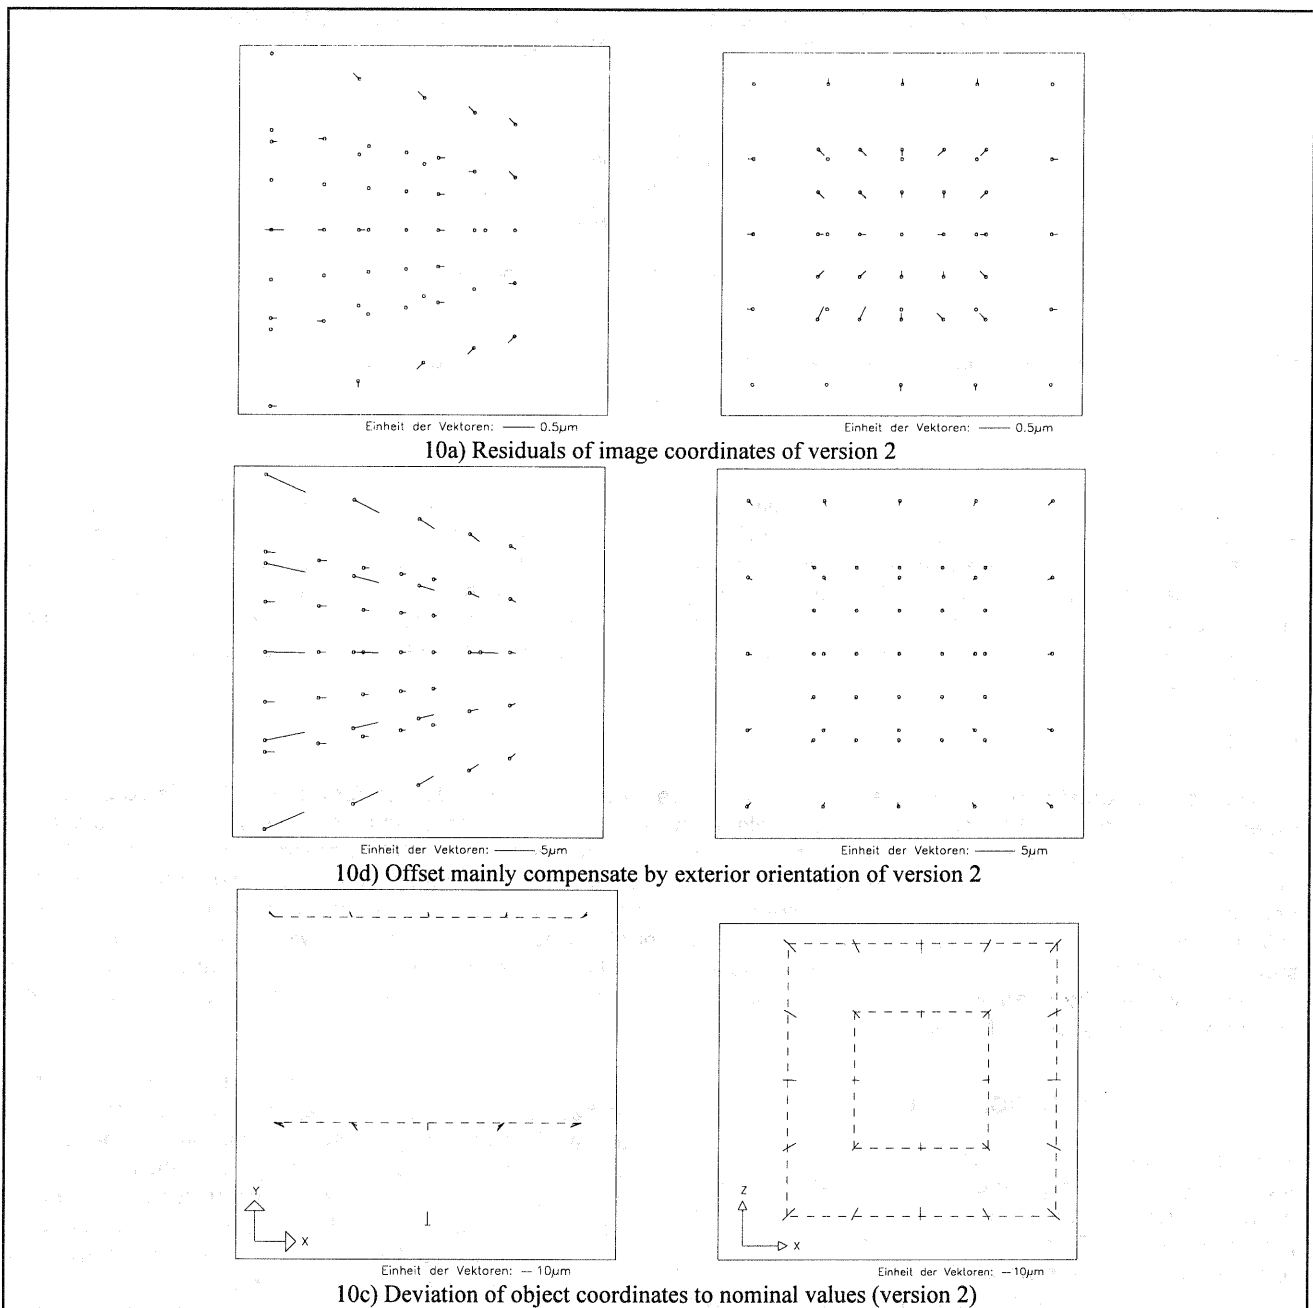 Einheit der Vektoren: —— 0.5µm
Einheit der Vektoren: —— 0.5µm
10a) Residuals of image coordinates of version 2
Einheit der Vektoren: —— 5µm
Einheit der Vektoren: —— 5µm
10d) Offset mainly compensate by exterior orientation of version 2
Y
X
Z
X
Einheit der Vektoren: — 10µm
Einheit der Vektoren: — 10µm
10c) Deviation of object coordinates to nominal values (version 2)